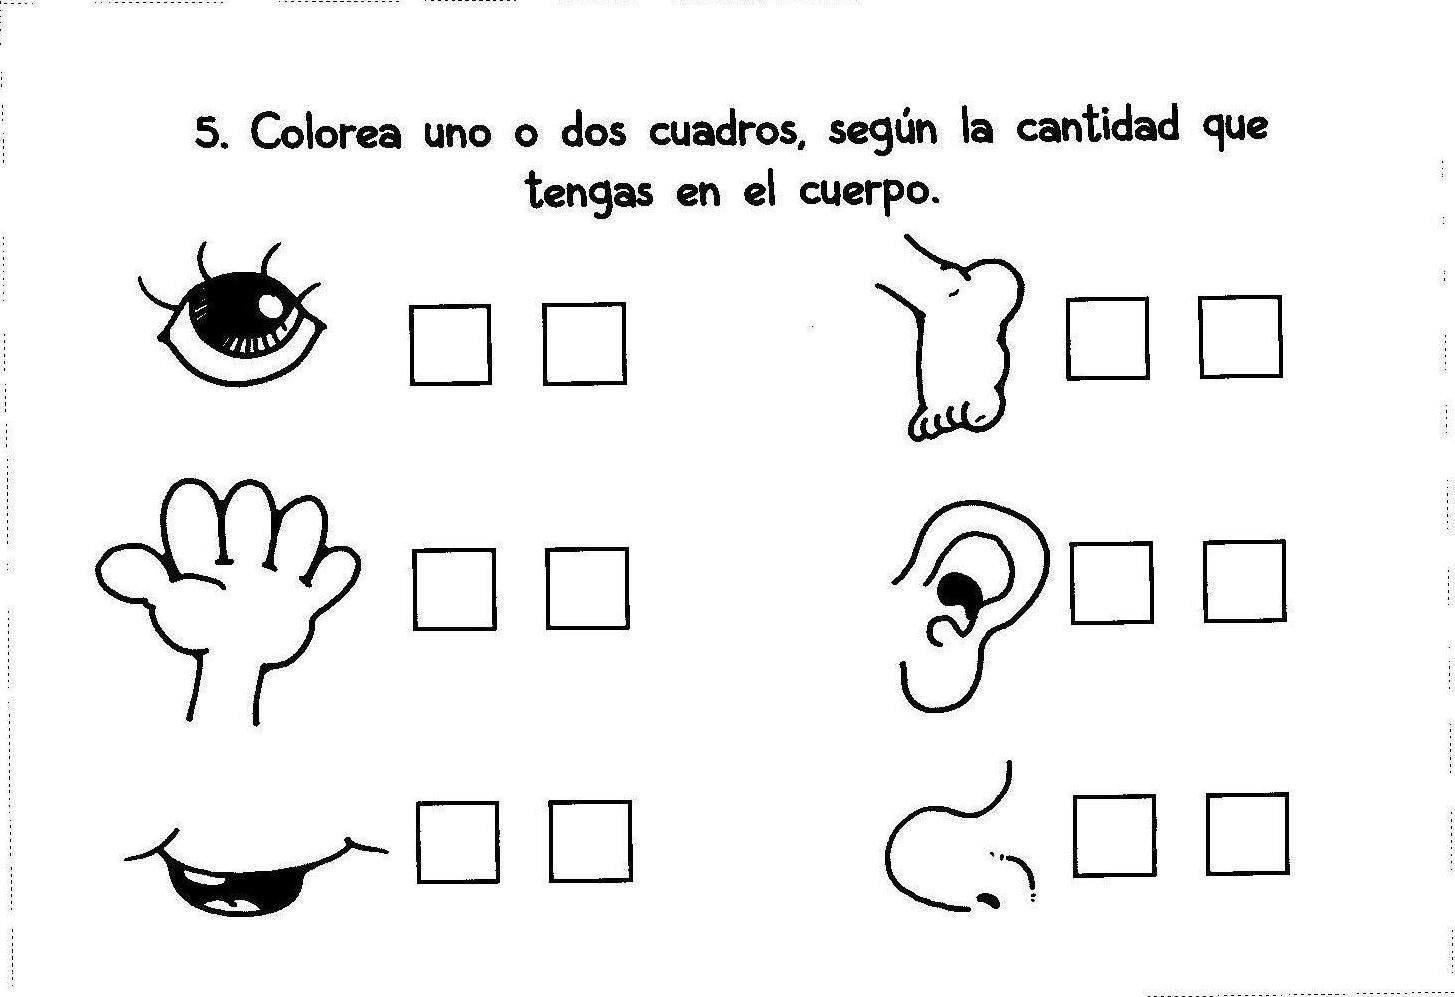 5. Colorea uno o dos cuadros, según la cantidad que
tengas en el cuerpo.